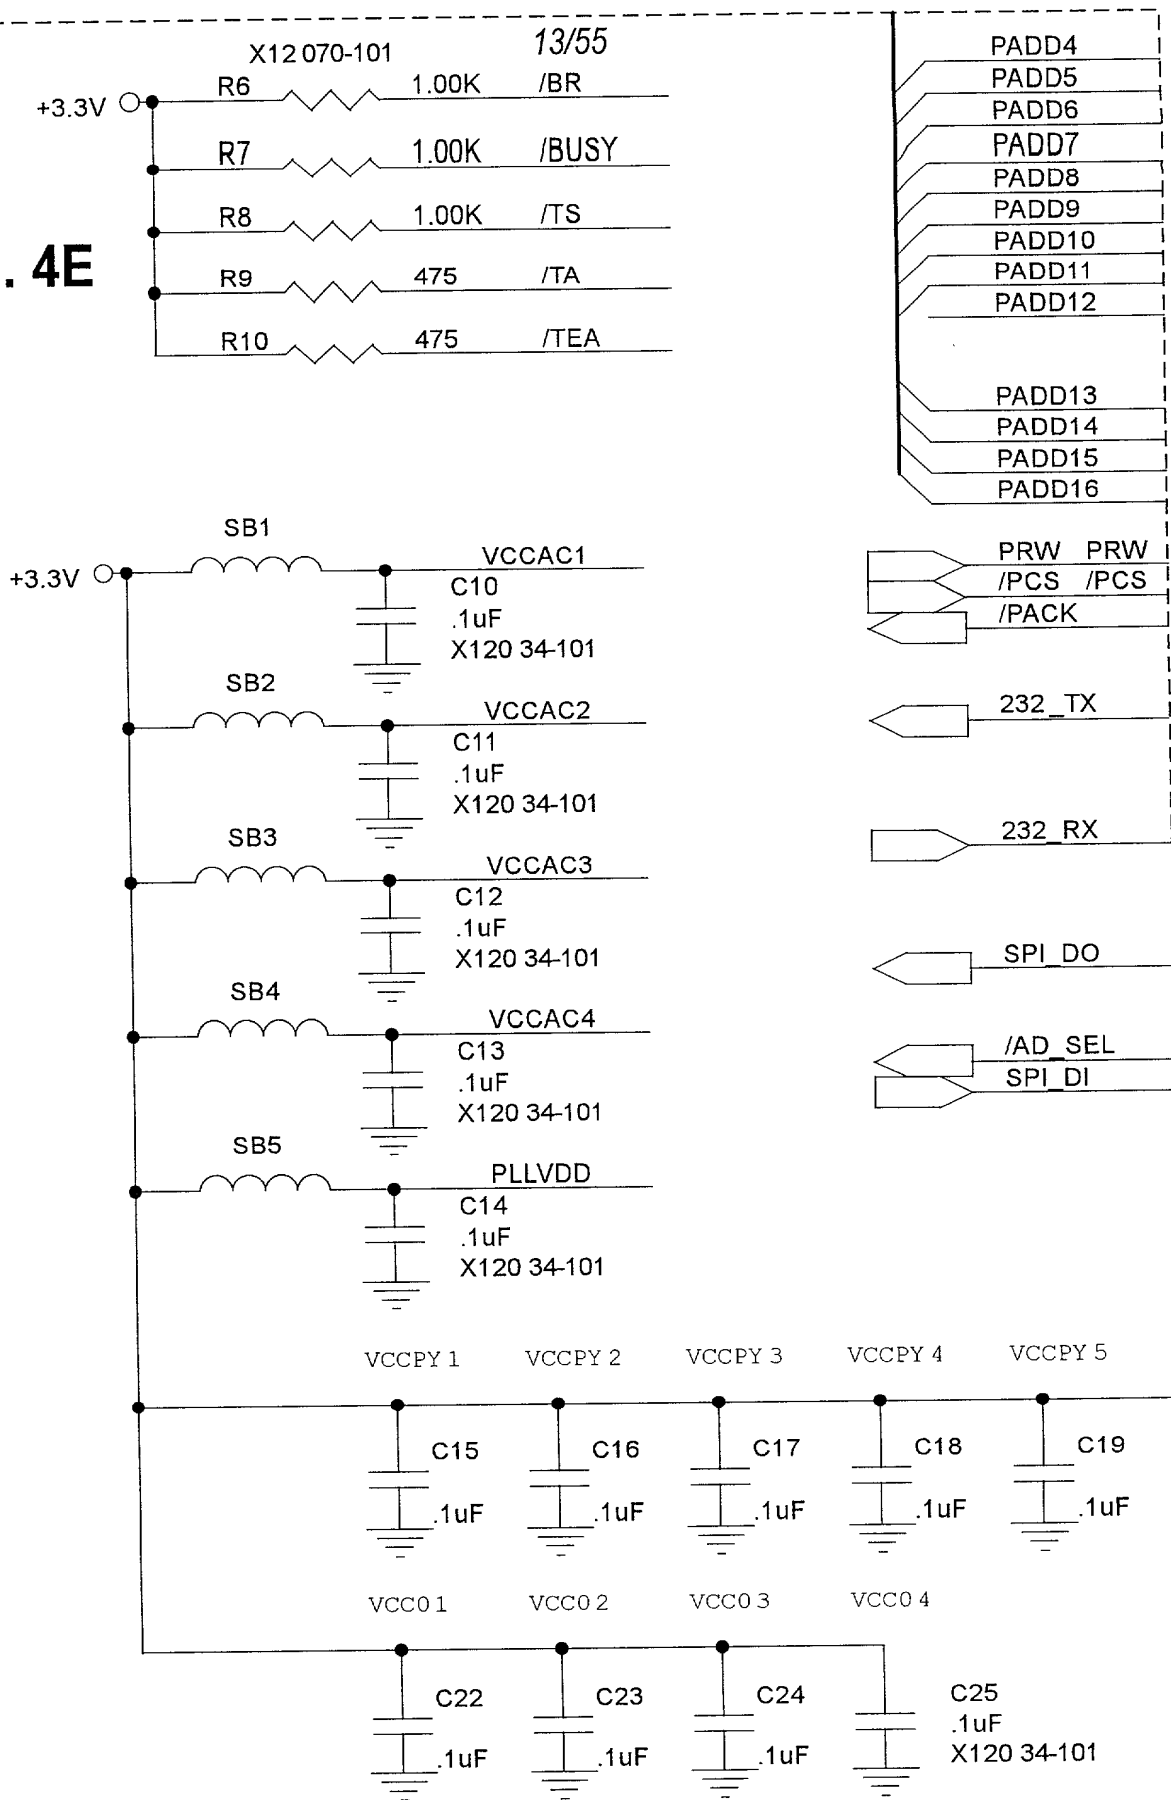 13/55
X12 070-101
+3.3V
R6 1.00K /BR
R7 1.00K /BUSY
R8 1.00K /TS
R9 475 /TA
R10 475 /TEA
. 4E
PADD4
PADD5
PADD6
PADD7
PADD8
PADD9
PADD10
PADD11
PADD12
PADD13
PADD14
PADD15
PADD16
PRW PRW
/PCS /PCS
/PACK
232_TX
232_RX
SPI_DO
/AD_SEL
SPI_DI
+3.3V
SB1
VCCAC1
C10
.1uF
X120 34-101
SB2
VCCAC2
C11
.1uF
X120 34-101
SB3
VCCAC3
C12
.1uF
X120 34-101
SB4
VCCAC4
C13
.1uF
X120 34-101
SB5
PLLVDD
C14
.1uF
X120 34-101
VCCPY 1 VCCPY 2 VCCPY 3 VCCPY 4 VCCPY 5
C15 C16 C17 C18 C19
.1uF .1uF .1uF .1uF .1uF
VCC0 1 VCC0 2 VCC0 3 VCC0 4
C22 C23 C24 C25
.1uF .1uF .1uF .1uF
X120 34-101